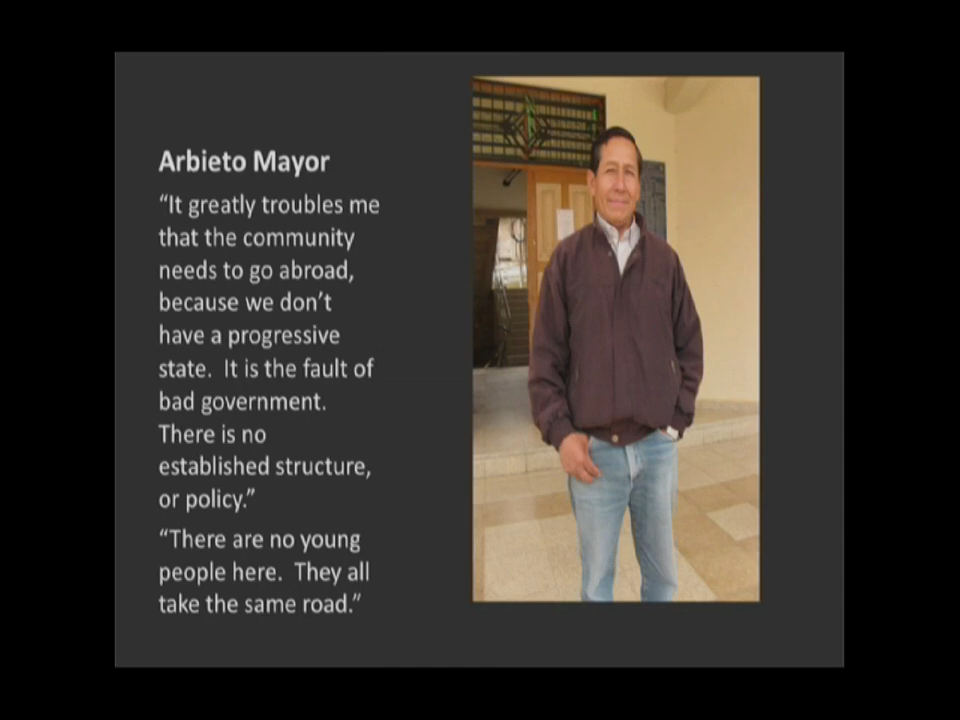 Arbieto Mayor
“It greatly troubles me
that the community
needs to go abroad,
because we don’t
have a progressive
state.  It is the fault of
bad government.
There is no
established structure,
or policy.”
“There are no young
people here.  They all
take the same road.”